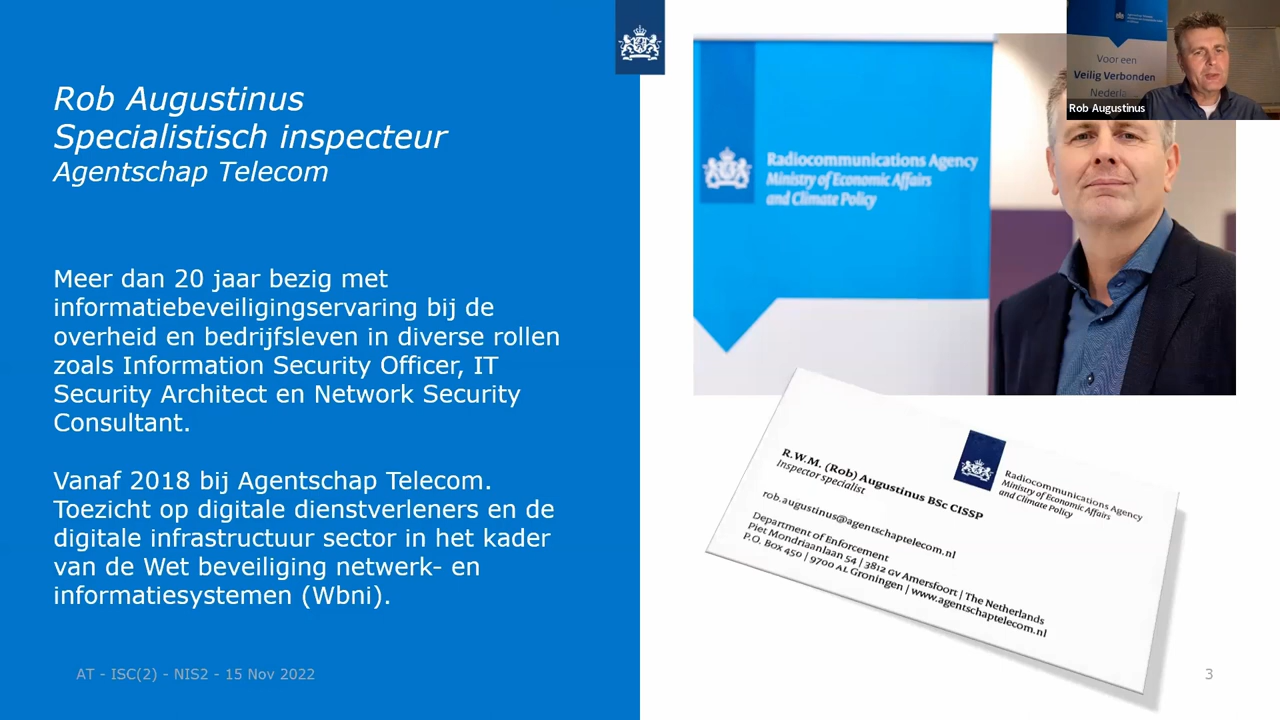 Rob Augustinus
Specialistisch inspecteur
Agentschap Telecom
Meer dan 20 jaar bezig met
informatiebeveiligingservaring bij de
overheid en bedrijfsleven in diverse rollen
zoals Information Security Officer, IT
Security Architect en Network Security
Consultant.
Vanaf 2018 bij Agentschap Telecom.
Toezicht op digitale dienstverleners en de
digitale infrastructuur sector in het kader
van de Wet beveiliging netwerk- en
informatiesystemen (Wbni).
AT - ISC(2) - NIS2 - 15 Nov 2022
Radiocommunications Agency
Ministry of Economic Affairs
and Climate Policy
Voor een
Veilig Verbonden
Rob Augustinus
Radiocommunications Agency
Ministry of Economic Affairs
and Climate Policy
R.W.M. (Rob) Augustinus BSc CISSP
Inspector Specialist
rob.augustinus@agentschaptelecom.nl
Department of Enforcement
Piet Mondriaanlaan 54 | 3812 GV Amersfoort | The Netherlands
P.O. Box 450 | 9700 AL Groningen | www.agentschaptelecom.nl
3